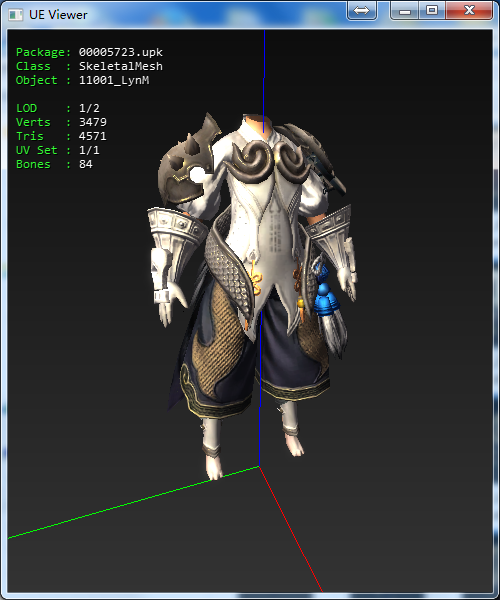 UE Viewer
Package: 00005723.upk
Class : SkeletalMesh
Object : 11001_LynM
LOD : 1/2
Verts : 3479
Tris : 4571
UV Set : 1/1
Bones : 84